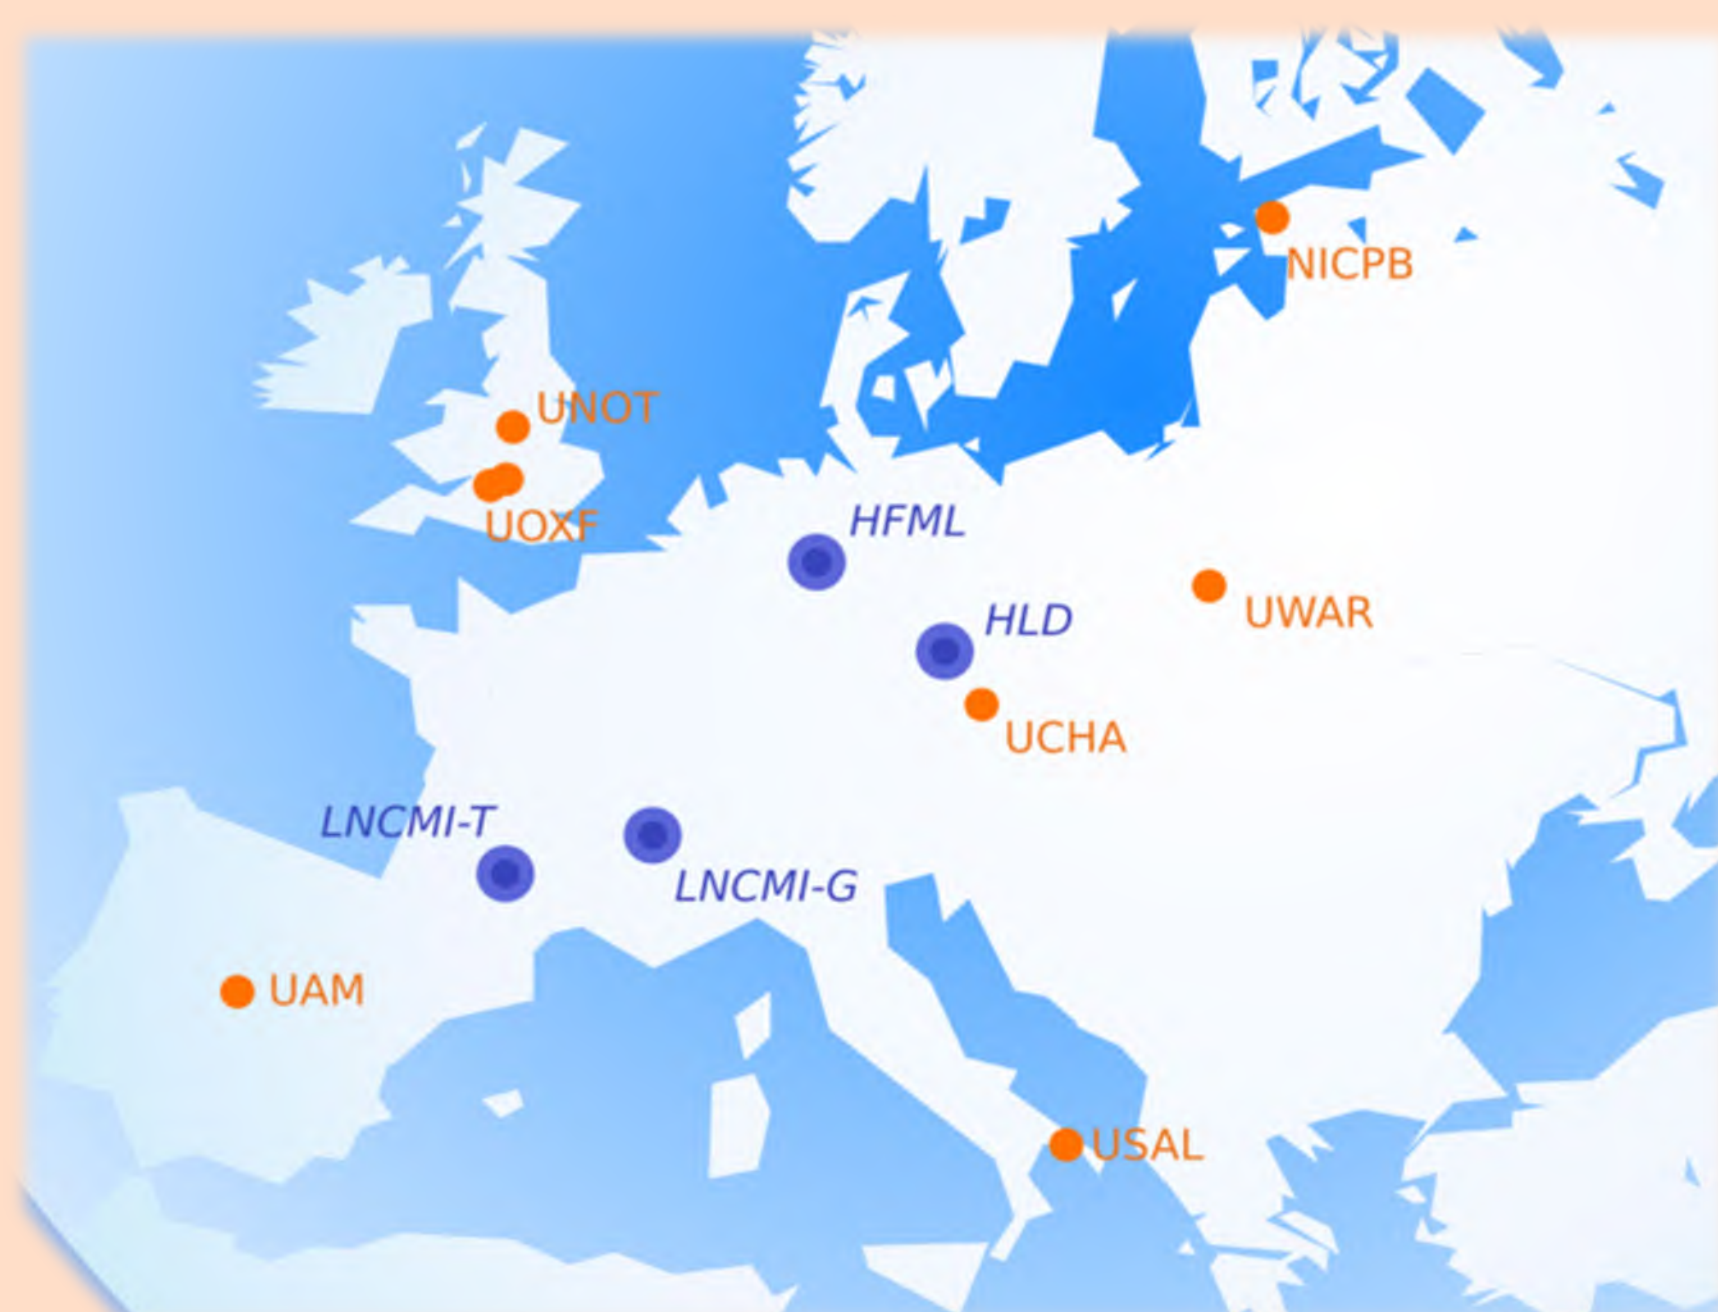 NICPB
UNOT
UOXF
HFML
UWAR
HLD
UCHA
LNCMI-T
LNCMI-G
UAM
USAL